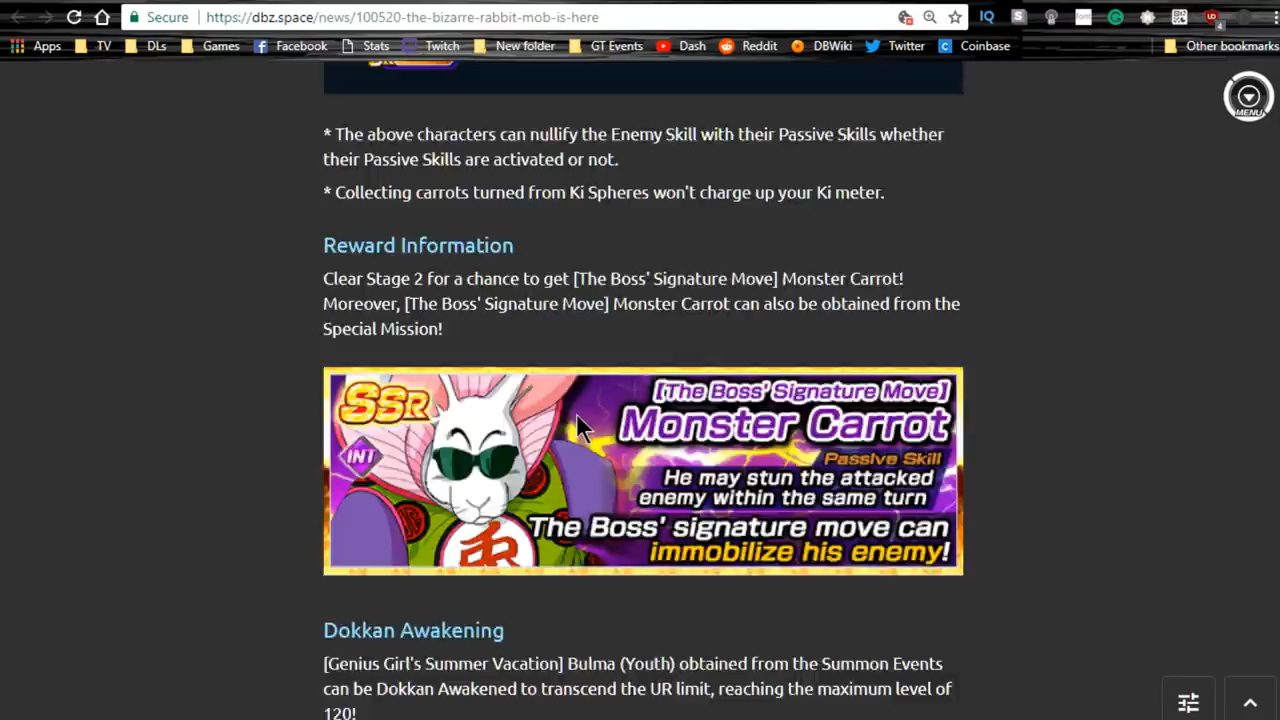 Secure https://dbz.space/news/100520-the-bizarre-rabbit-mob-is-here
Apps TV DLs Games Facebook Stats Twitch New folder GT Events Dash Reddit DBWiki Twitter Coinbase Other bookmarks
MENU
* The above characters can nullify the Enemy Skill with their Passive Skills whether
their Passive Skills are activated or not.
* Collecting carrots turned from Ki Spheres won't charge up your Ki meter.
Reward Information
Clear Stage 2 for a chance to get [The Boss' Signature Move] Monster Carrot!
Moreover, [The Boss' Signature Move] Monster Carrot can also be obtained from the
Special Mission!
SSR
INT
兎
[The Boss' Signature Move]
Monster Carrot
Passive Skill
He may stun the attacked
enemy within the same turn
The Boss' signature move can
immobilize his enemy!
Dokkan Awakening
[Genius Girl's Summer Vacation] Bulma (Youth) obtained from the Summon Events
can be Dokkan Awakened to transcend the UR limit, reaching the maximum level of
120!